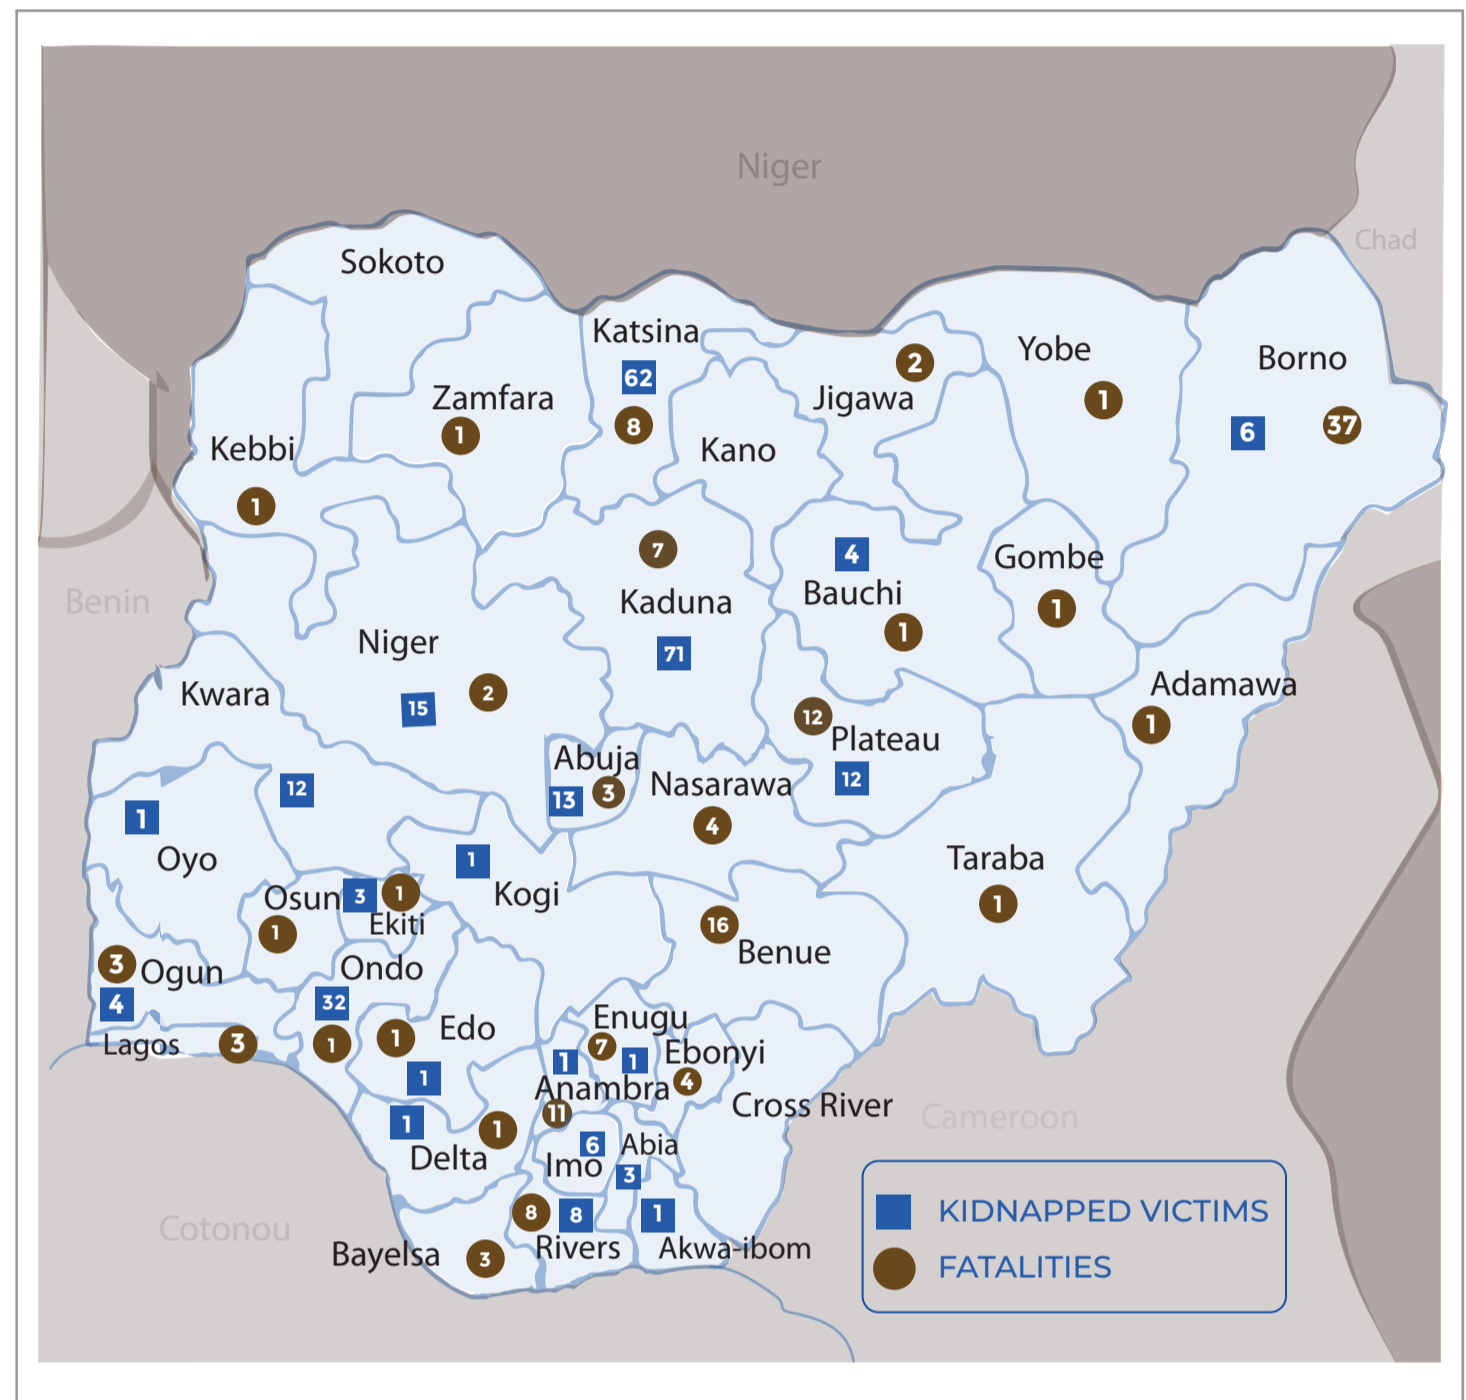 Niger
Chad
Sokoto
Katsina
62
8
Zamfara
1
Kebbi
1
Kano
Jigawa
2
Yobe
1
Borno
6
37
Benin
7
Kaduna
71
4
Bauchi
1
Gombe
1
Niger
15
2
Kwara
12
Adamawa
1
12
Plateau
12
Abuja
13
3
Nasarawa
4
1
Oyo
1
Kogi
Taraba
1
Osun
1
3
1
Ekiti
16
Benue
3
Ogun
4
Ondo
32
1
Lagos
3
Edo
1
1
Enugu
7
1
1
Ebonyi
4
Anambra
11
Cross River
Cameroon
1
1
Delta
6
Imo
Abia
3
8
8
Rivers
1
Akwa-ibom
Bayelsa
3
Cotonou
KIDNAPPED VICTIMS
FATALITIES